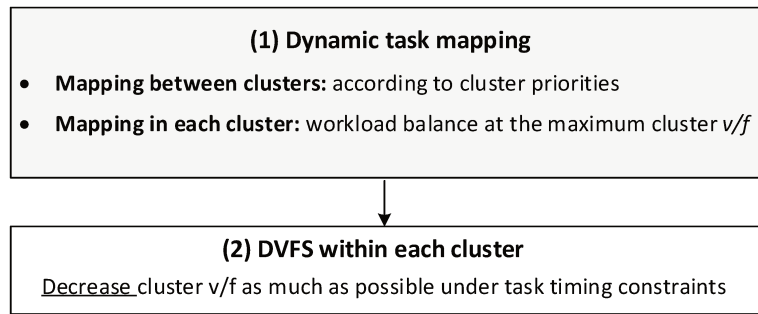 (1) Dynamic task mapping
• Mapping between clusters: according to cluster priorities
• Mapping in each cluster: workload balance at the maximum cluster v/f
(2) DVFS within each cluster
Decrease cluster v/f as much as possible under task timing constraints